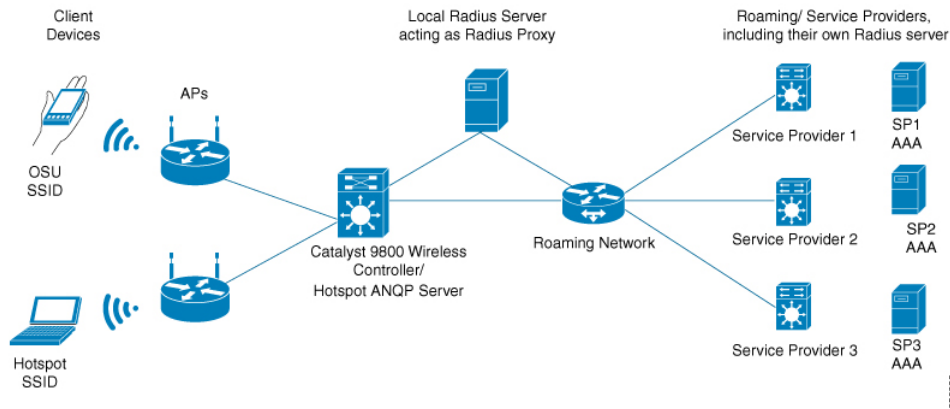 Client
Devices
Local Radius Server
acting as Radius Proxy
Roaming/ Service Providers,
including their own Radius server
APs
OSU
SSID
Service Provider 1
SP1
AAA
Catalyst 9800 Wireless
Controller/
Hotspot ANQP Server
Roaming Network
Service Provider 2
SP2
AAA
Hotspot
SSID
Service Provider 3
SP3
AAA